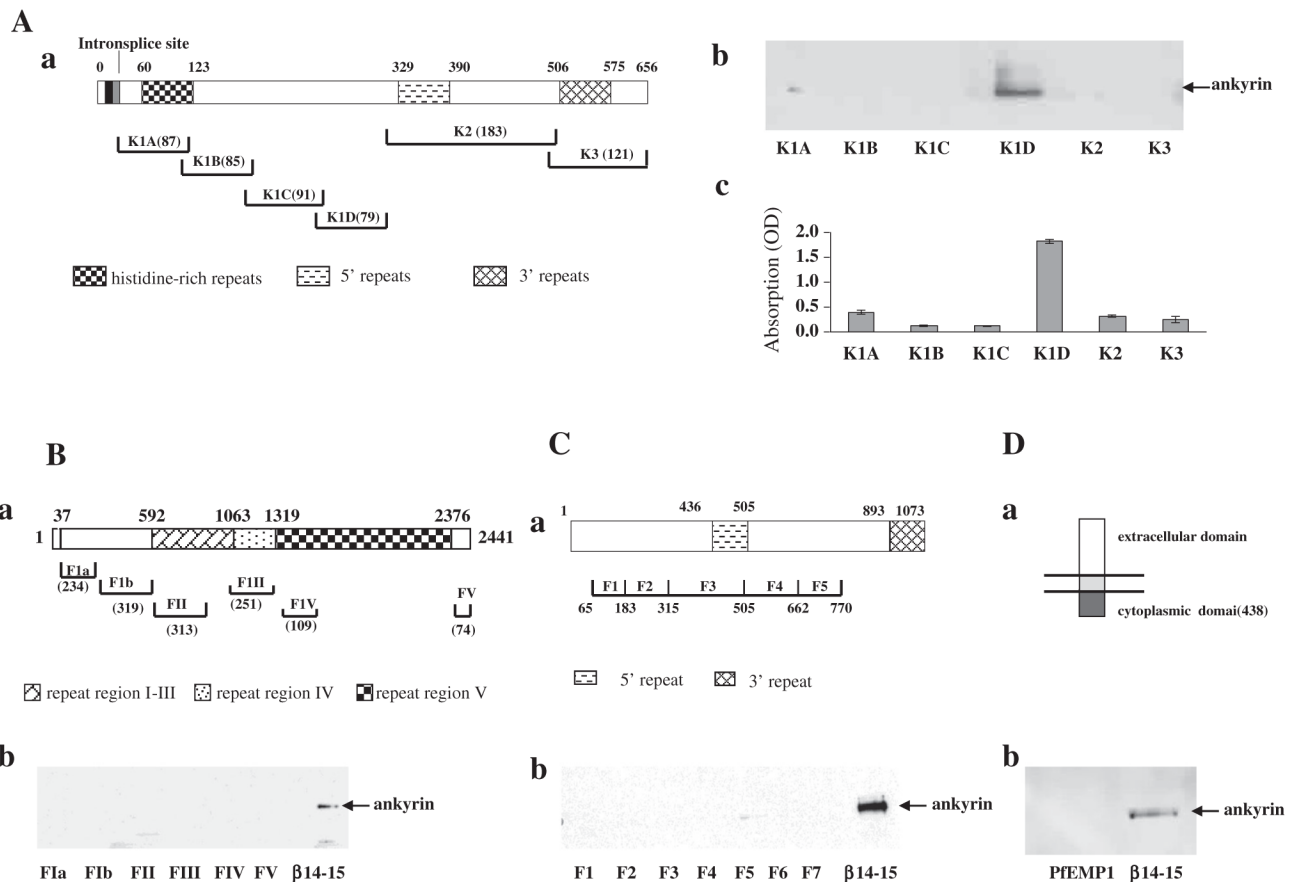 A
a
Intronsplice site
0 60 123 329 390 506 575 656
K1A(87)
K1B(85)
K1C(91)
K1D(79)
K2 (183)
K3 (121)
histidine-rich repeats
5' repeats
3' repeats
b
ankyrin
K1A K1B K1C K1D K2 K3
c
Absorption (OD)
2.0
1.5
1.0
0.5
0.0
K1A K1B K1C K1D K2 K3
B
a
37 592 1063 1319 2376
1 2441
F1a
(234)
F1b
(319)
FII
(313)
F1II
(251)
F1V
(109)
FV
(74)
repeat region I-III
repeat region IV
repeat region V
b
ankyrin
FIa FIb FII FIII FIV FV β14-15
C
a
1 436 505 893 1073
F1 F2 F3 F4 F5
65 183 315 505 662 770
5' repeat
3' repeat
b
ankyrin
F1 F2 F3 F4 F5 F6 F7 β14-15
D
a
extracellular domain
cytoplasmic domai(438)
b
ankyrin
PfEMP1 β14-15